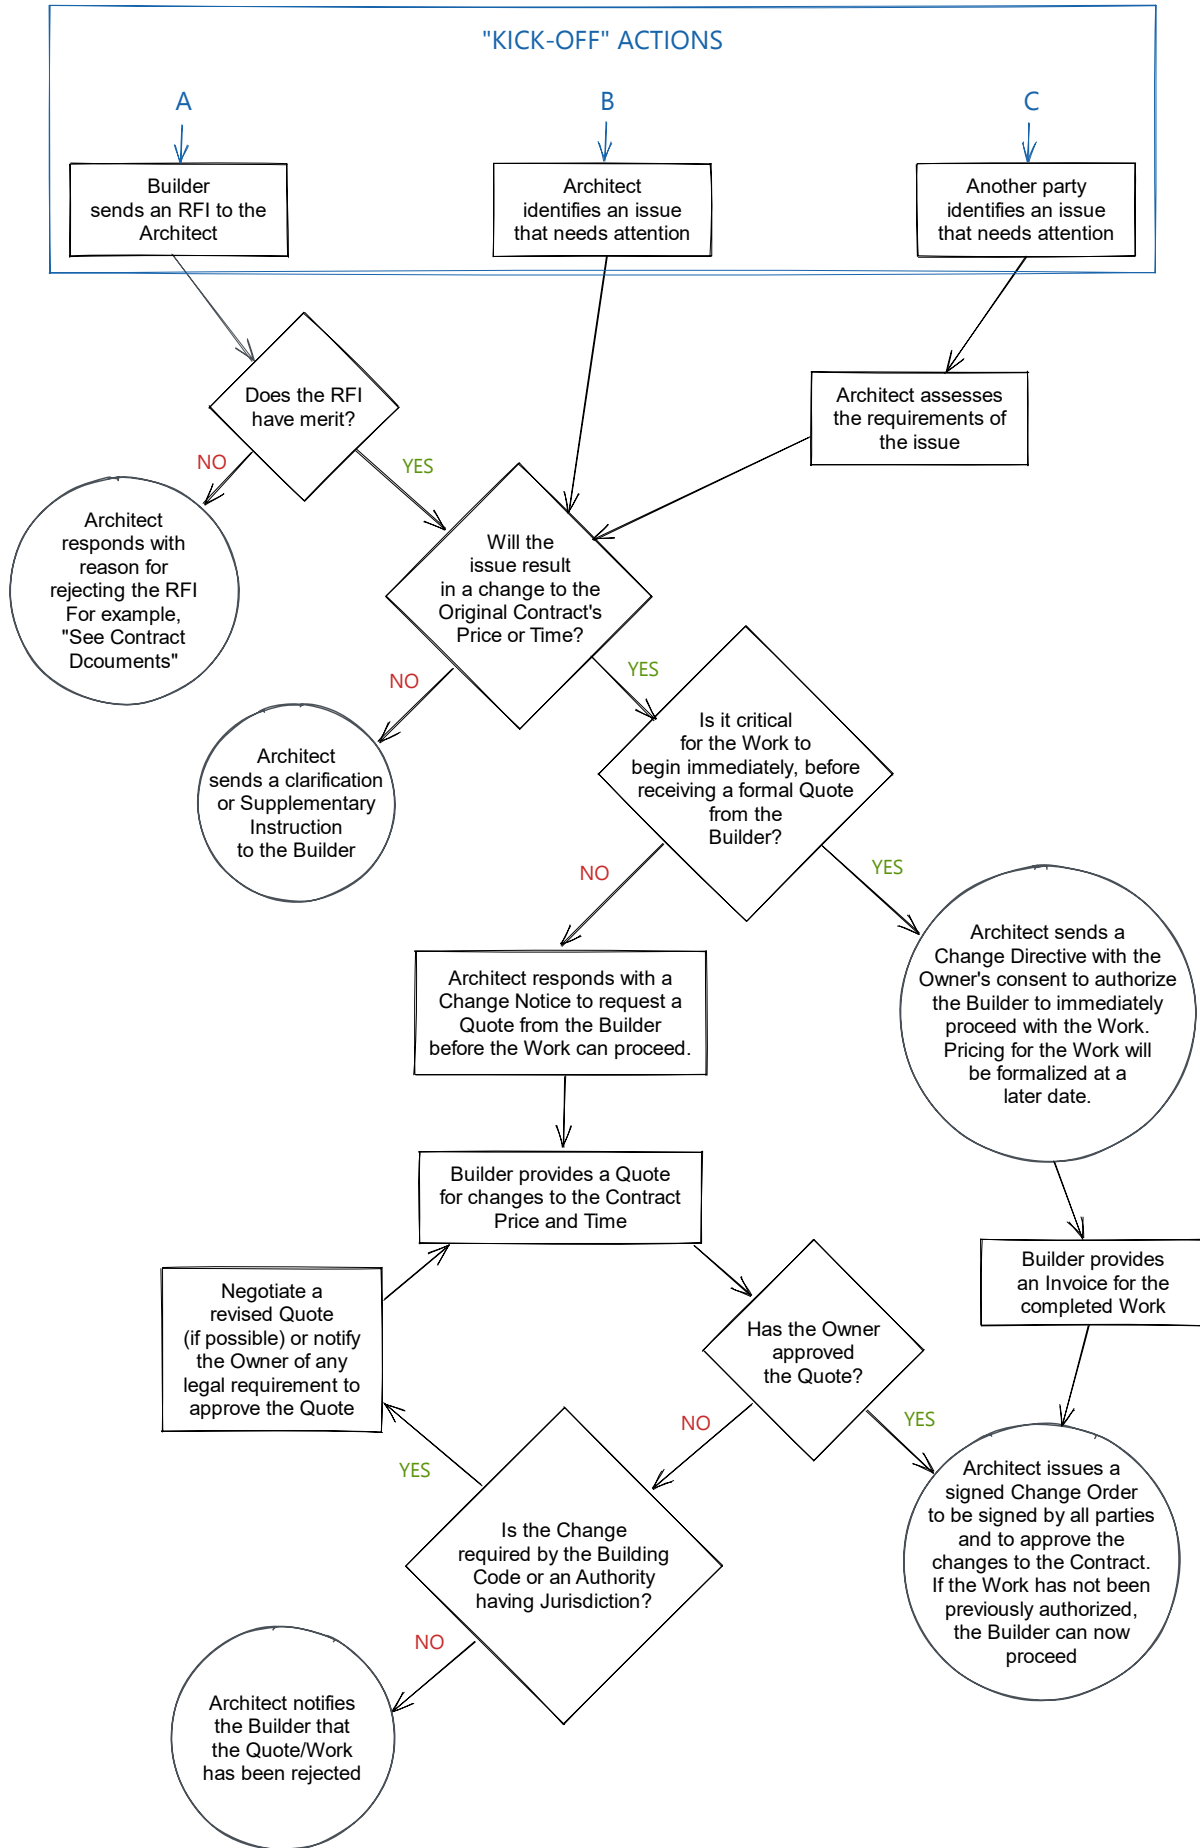 "KICK-OFF" ACTIONS
A
B
C
Builder
sends an RFI to the
Architect
Architect
identifies an issue
that needs attention
Another party
identifies an issue
that needs attention
Does the RFI
have merit?
Architect assesses
the requirements of
the issue
NO
YES
Architect
responds with
reason for
rejecting the RFI
For example,
"See Contract
Dcouments"
Will the
issue result
in a change to the
Original Contract's
Price or Time?
NO
YES
Architect
sends a clarification
or Supplementary
Instruction
to the Builder
Is it critical
for the Work to
begin immediately, before
receiving a formal Quote
from the
Builder?
NO
YES
Architect responds with a
Change Notice to request a
Quote from the Builder
before the Work can proceed.
Architect sends a
Change Directive with the
Owner's consent to authorize
the Builder to immediately
proceed with the Work.
Pricing for the Work will
be formalized at a
later date.
Builder provides a Quote
for changes to the Contract
Price and Time
Builder provides
an Invoice for the
completed Work
Negotiate a
revised Quote
(if possible) or notify
the Owner of any
legal requirement to
approve the Quote
Has the Owner
approved
the Quote?
NO
YES
YES
Architect issues a
signed Change Order
to be signed by all parties
and to approve the
changes to the Contract.
If the Work has not been
previously authorized,
the Builder can now
proceed
Is the Change
required by the Building
Code or an Authority
having Jurisdiction?
NO
Architect notifies
the Builder that
the Quote/Work
has been rejected